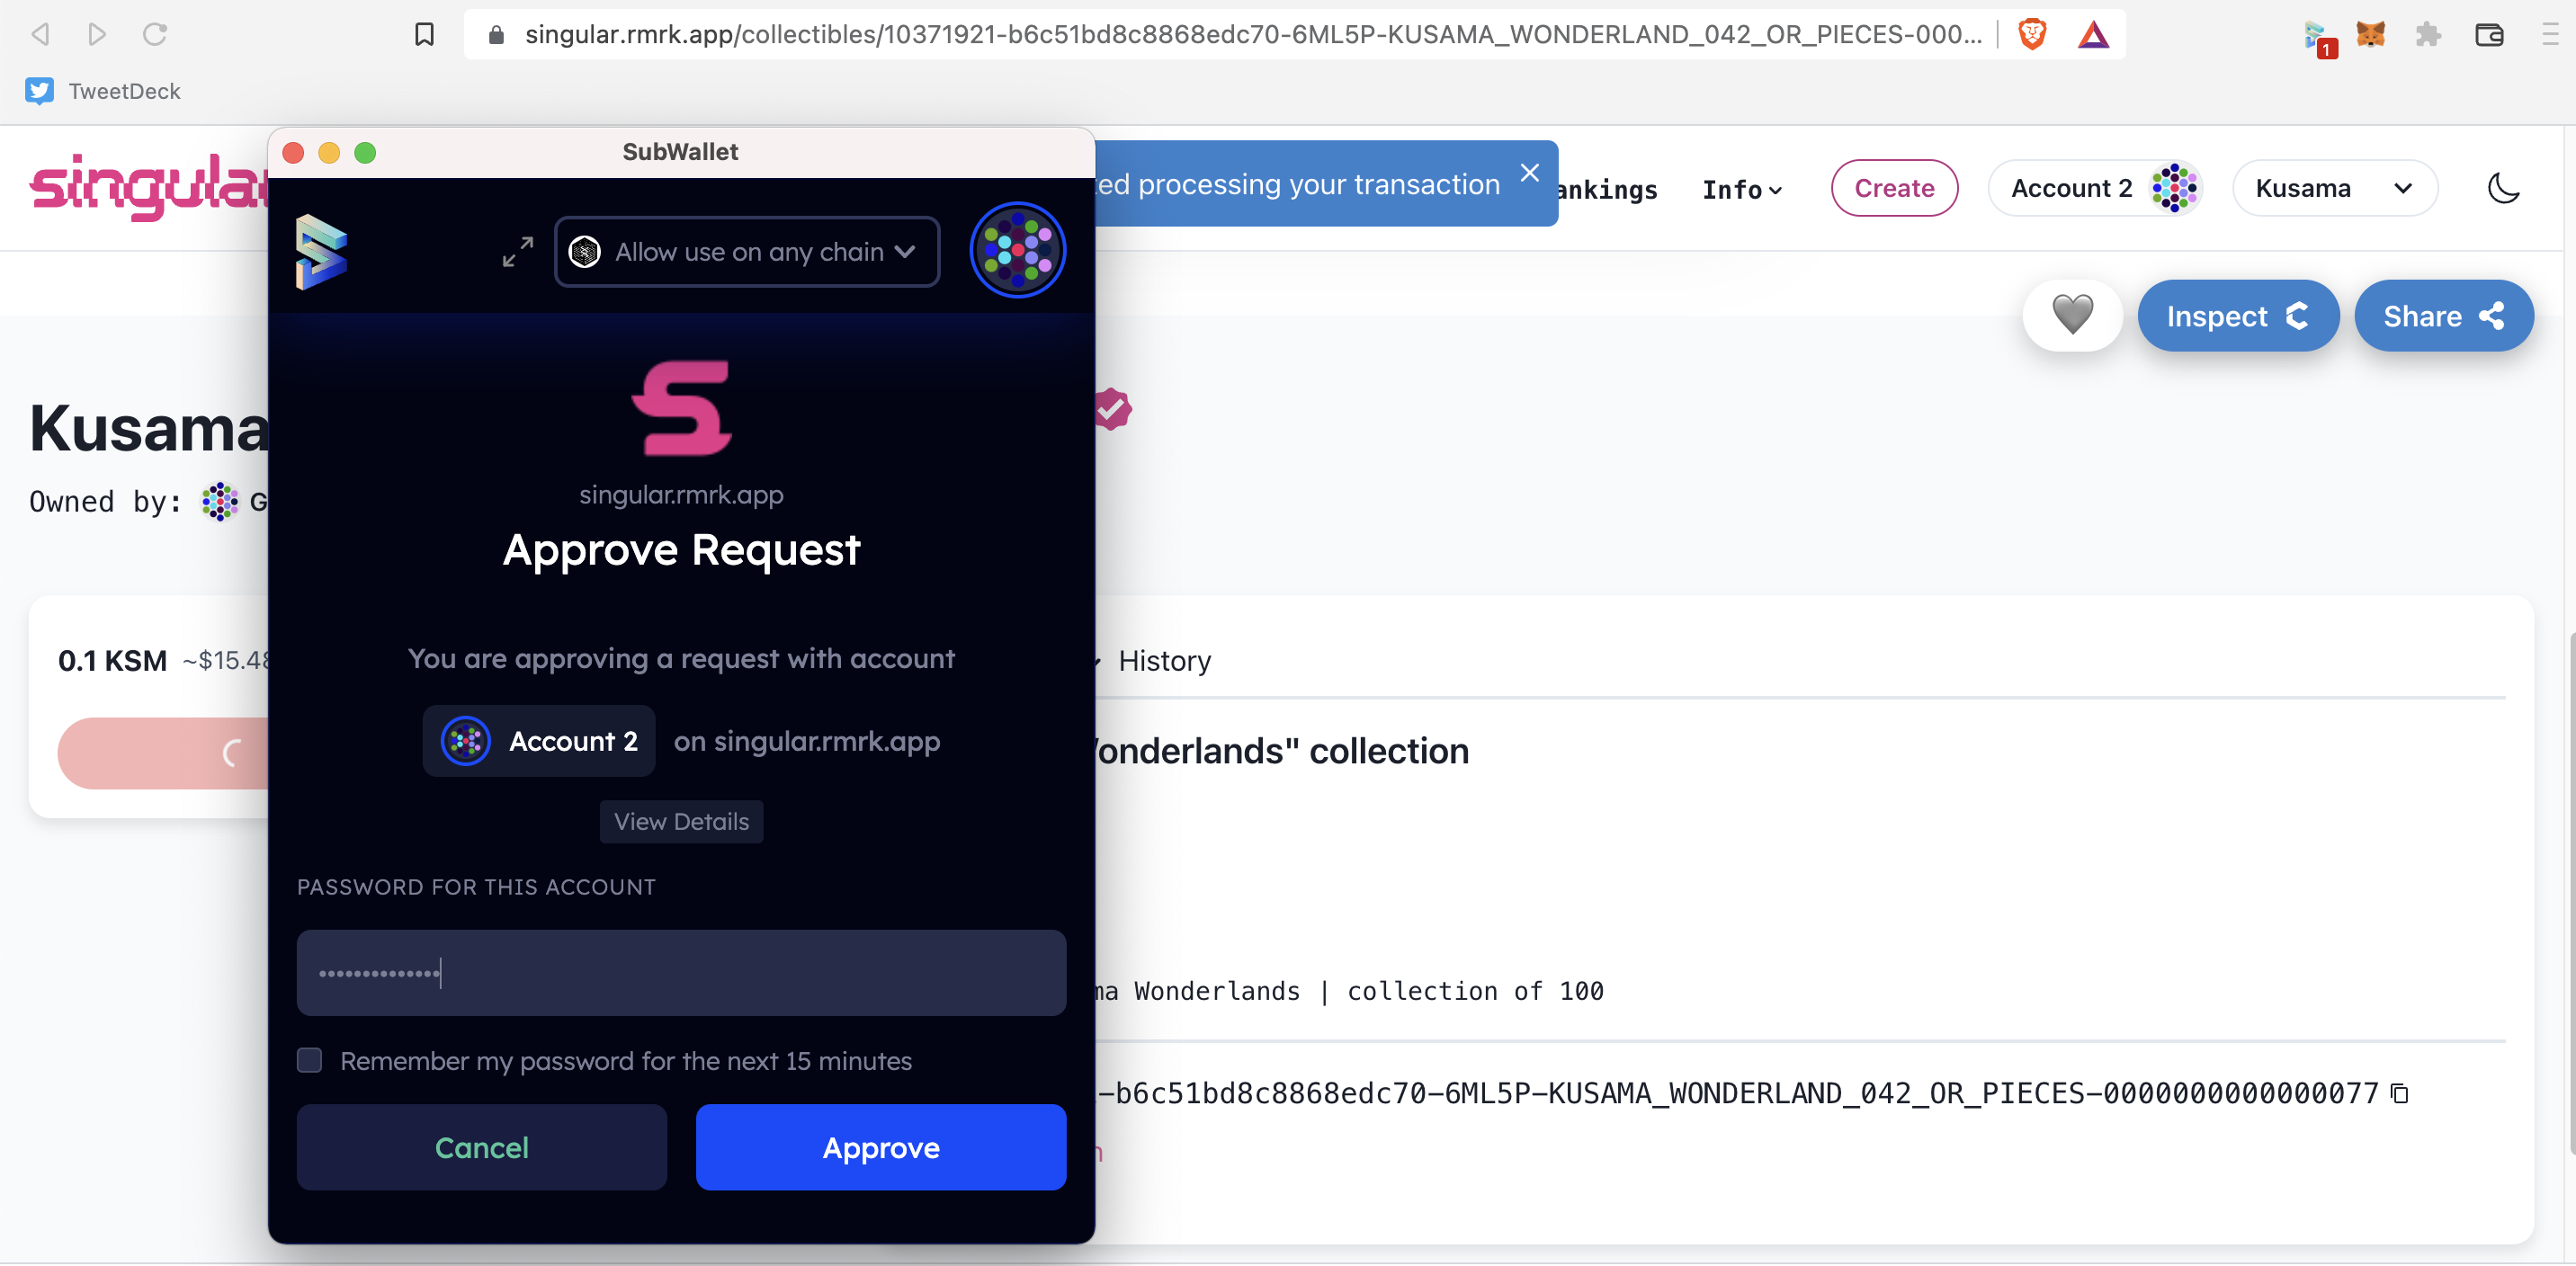 singular.rmrk.app/collectibles/10371921-b6c51bd8c8868edc70-6ML5P-KUSAMA_WONDERLAND_042_OR_PIECES-000...
1
TweetDeck
SubWallet
singular
processing your transaction
Info
Create
Account 2
Kusama
Allow use on any chain
Inspect
Share
singular.rmrk.app
Kusama
Approve Request
Owned by:
You are approving a request with account
0.1 KSM ~$15.48
History
Account 2 on singular.rmrk.app
onderlands" collection
View Details
PASSWORD FOR THIS ACCOUNT
Wonderlands | collection of 100
Remember my password for the next 15 minutes
-b6c51bd8c8868edc70-6ML5P-KUSAMA_WONDERLAND_042_OR_PIECES-0000000000000077
Cancel
Approve